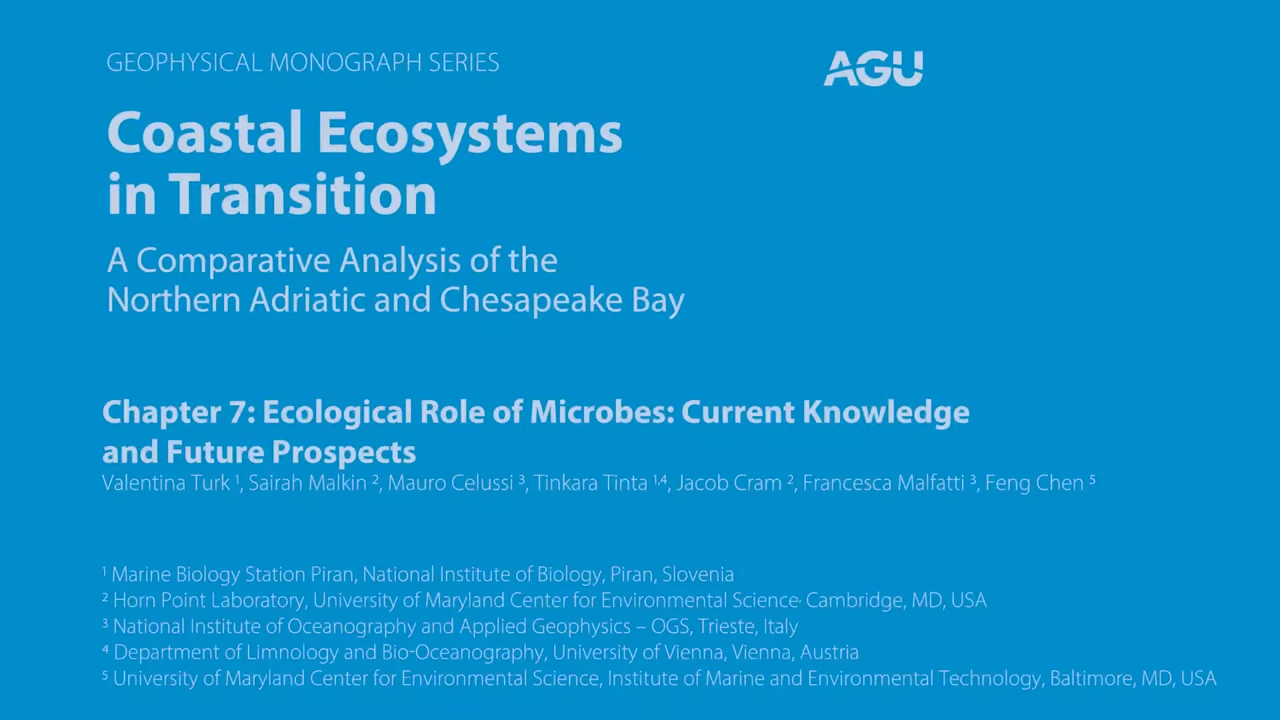 GEOPHYSICAL MONOGRAPH SERIES
AGU
Coastal Ecosystems
in Transition
A Comparative Analysis of the
Northern Adriatic and Chesapeake Bay
Chapter 7: Ecological Role of Microbes: Current Knowledge
and Future Prospects
Valentina Turk ¹, Sairah Malkin ², Mauro Celussi ³, Tinkara Tinta ¹,⁴, Jacob Cram ², Francesca Malfatti ³, Feng Chen ⁵
¹ Marine Biology Station Piran, National Institute of Biology, Piran, Slovenia
² Horn Point Laboratory, University of Maryland Center for Environmental Science, Cambridge, MD, USA
³ National Institute of Oceanography and Applied Geophysics – OGS, Trieste, Italy
⁴ Department of Limnology and Bio-Oceanography, University of Vienna, Vienna, Austria
⁵ University of Maryland Center for Environmental Science, Institute of Marine and Environmental Technology, Baltimore, MD, USA